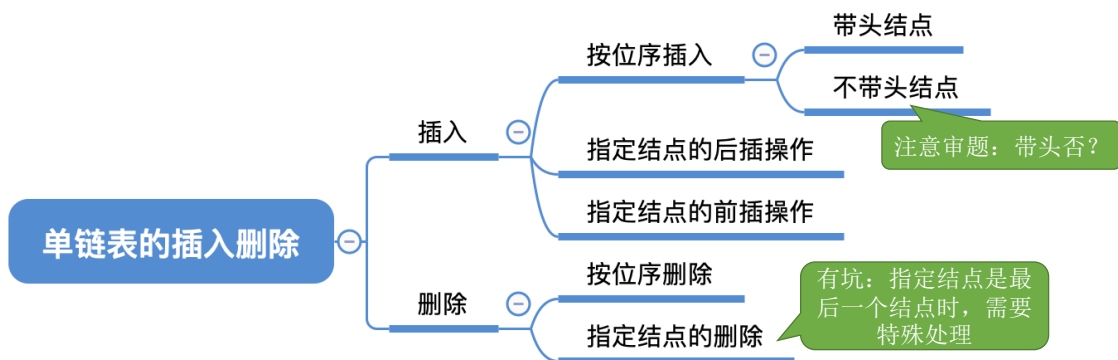 单链表的插入删除
插入
按位序插入
带头结点
不带头结点
注意审题：带头否？
指定结点的后插操作
指定结点的前插操作
删除
按位序删除
指定结点的删除
有坑：指定结点是最
后一个结点时，需要
特殊处理